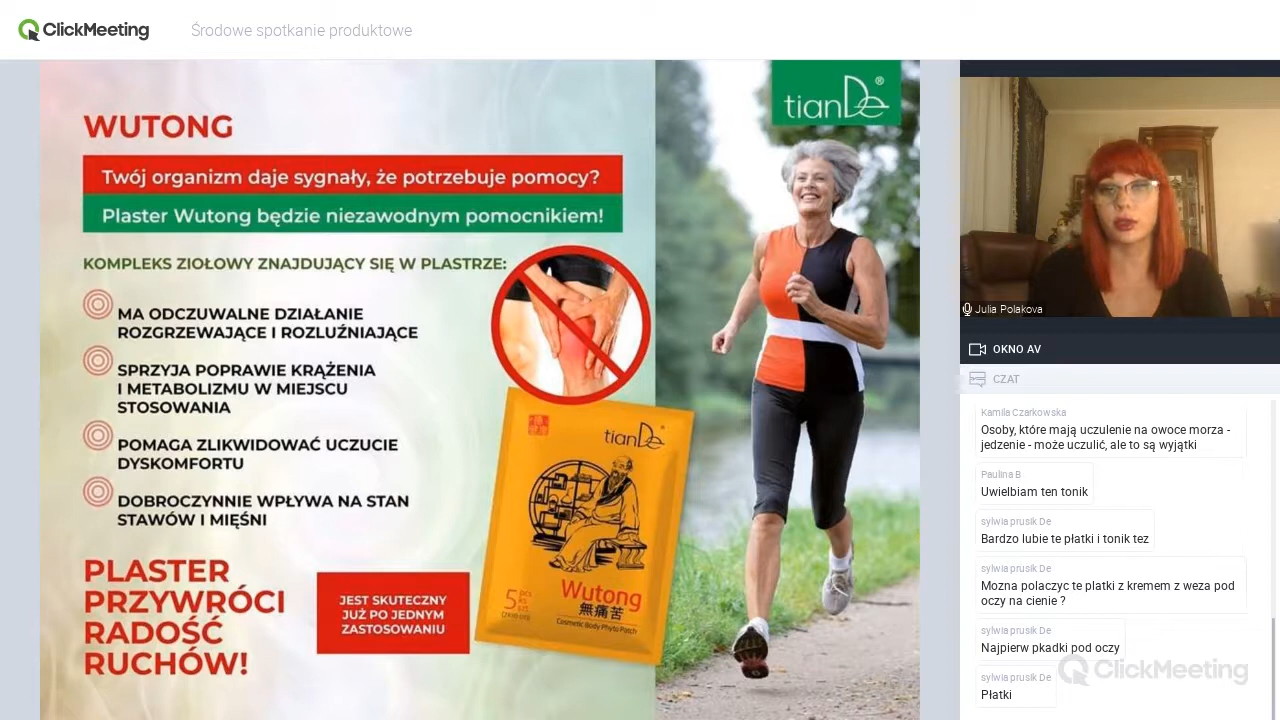 ClickMeeting
Środowe spotkanie produktowe
tianDe®
WUTONG
Twój organizm daje sygnały, że potrzebuje pomocy?
Plaster Wutong będzie niezawodnym pomocnikiem!
KOMPLEKS ZIOŁOWY ZNAJDUJĄCY SIĘ W PLASTRZE:
MA ODCZUWALNE DZIAŁANIE
ROZGRZEWAJĄCE I ROZLUŹNIAJĄCE
SPRZYJA POPRAWIE KRĄŻENIA
I METABOLIZMU W MIEJSCU
STOSOWANIA
POMAGA ZLIKWIDOWAĆ UCZUCIE
DYSKOMFORTU
DOBROCZYNNIE WPŁYWA NA STAN
STAWÓW I MIĘŚNI
PLASTER
PRZYWRÓCI
RADOŚĆ
RUCHÓW!
JEST SKUTECZNY
JUŻ PO JEDNYM
ZASTOSOWANIU
tianDe
Wutong
無痛苦
Cosmetic Body Phyto Patch
5 pcs
ks
szt.
Julia Polakova
OKNO AV
CZAT
Kamila Czarkowska
Osoby, które mają uczulenie na owoce morza -
jedzenie - może uczulić, ale to są wyjątki
Paulina B
Uwielbiam ten tonik
sylwia prusik De
Bardzo lubie te płatki i tonik tez
sylwia prusik De
Mozna polaczyc te platki z kremem z weza pod
oczy na cienie ?
sylwia prusik De
Najpierw pkadki pod oczy
sylwia prusik De
Płatki
ClickMeeting